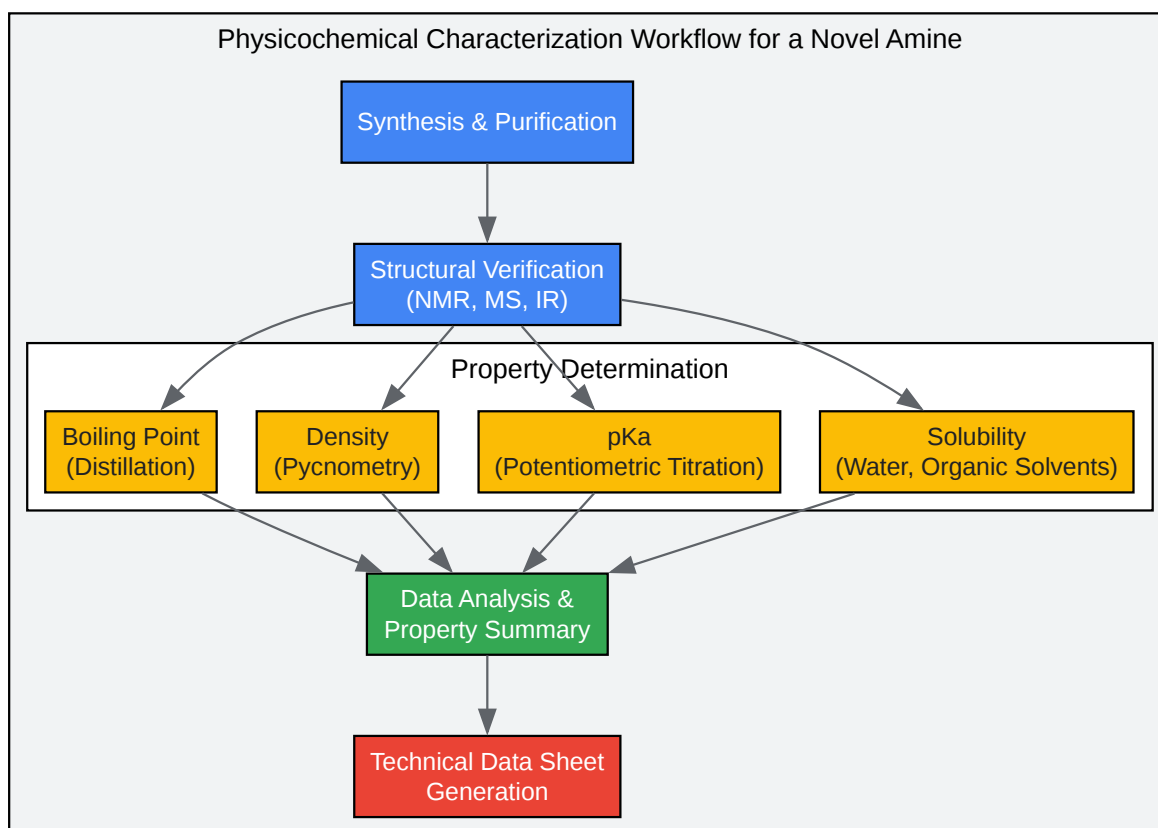 Physicochemical Characterization Workflow for a Novel Amine
Synthesis & Purification
Structural Verification
(NMR, MS, IR)
Property Determination
Boiling Point
(Distillation)
Density
(Pycnometry)
pKa
(Potentiometric Titration)
Solubility
(Water, Organic Solvents)
Data Analysis &
Property Summary
Technical Data Sheet
Generation